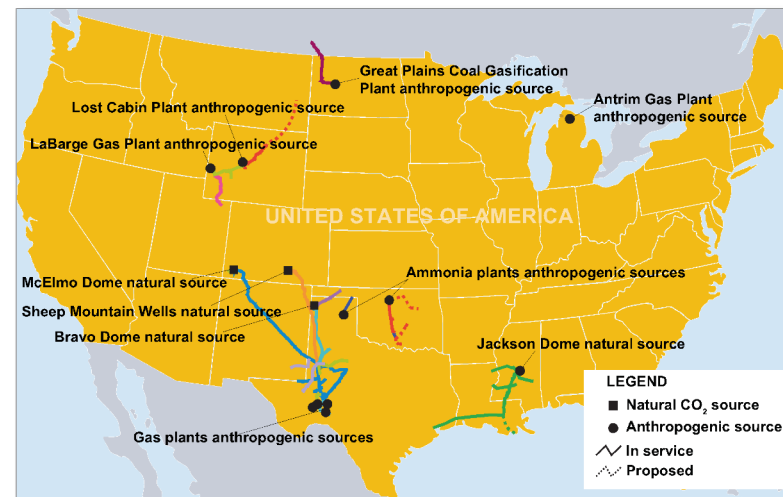 Great Plains Coal Gasification
Plant anthropogenic source
Antrim Gas Plant
anthropogenic source
Lost Cabin Plant anthropogenic source
LaBarge Gas Plant anthropogenic source
UNITED STATES OF AMERICA
McElmo Dome natural source
Ammonia plants anthropogenic sources
Sheep Mountain Wells natural source
Bravo Dome natural source
Jackson Dome natural source
Gas plants anthropogenic sources
LEGEND
Natural CO₂ source
Anthropogenic source
In service
Proposed